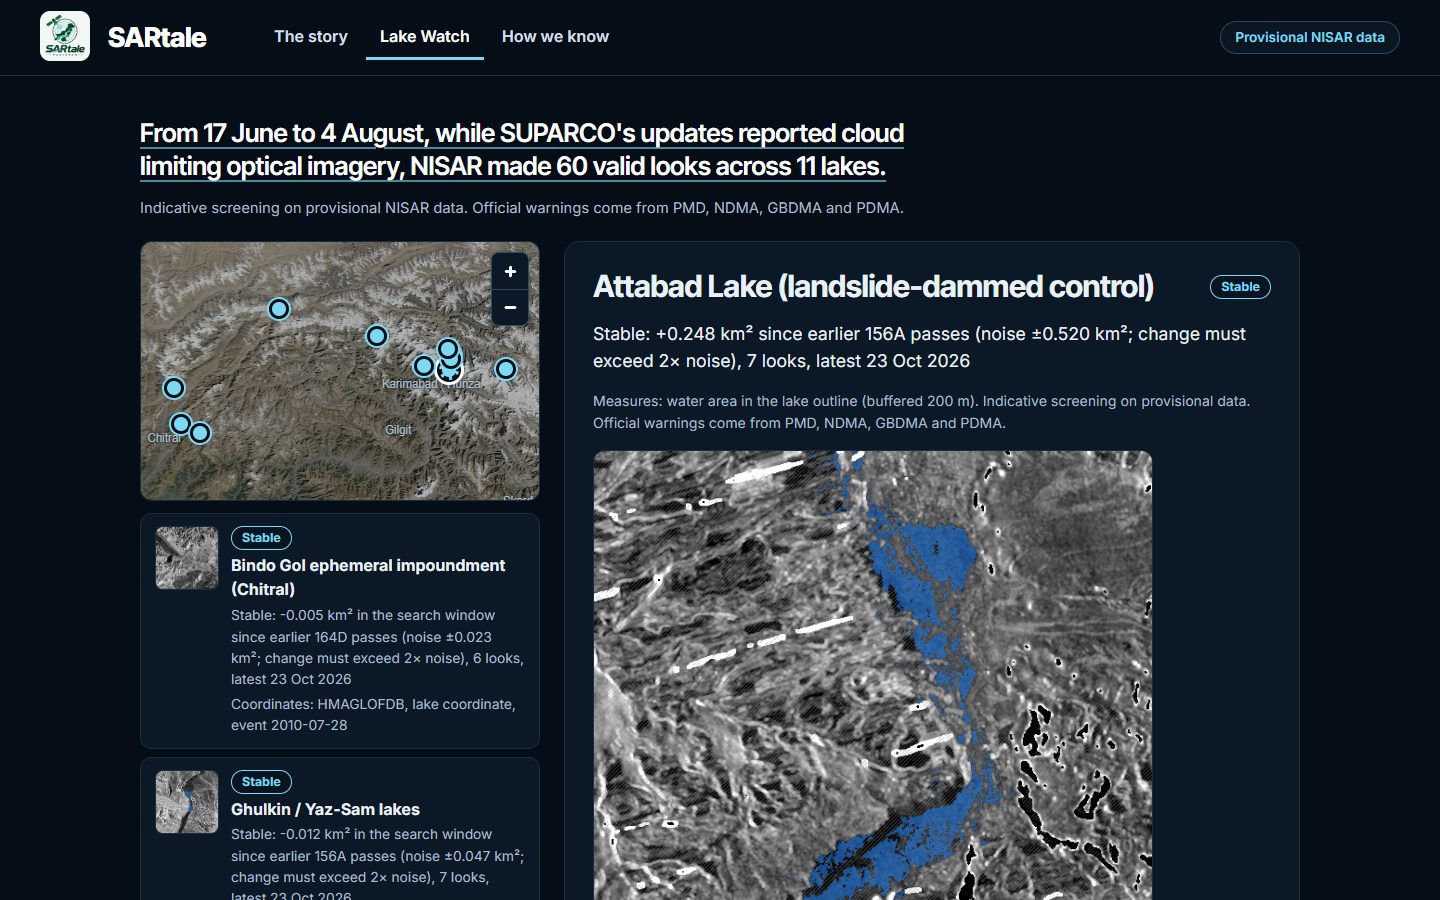 SARtale
SARtale
The story
Lake Watch
How we know
Provisional NISAR data
From 17 June to 4 August, while SUPARCO's updates reported cloud
limiting optical imagery, NISAR made 60 valid looks across 11 lakes.
Indicative screening on provisional NISAR data. Official warnings come from PMD, NDMA, GBDMA and PDMA.
+
−
Chitral
Gilgit
Stable
Bindo Gol ephemeral impoundment
(Chitral)
Stable: -0.005 km² in the search window
since earlier 164D passes (noise ±0.023
km²; change must exceed 2× noise), 6 looks,
latest 23 Oct 2026
Coordinates: HMAGLOFDB, lake coordinate,
event 2010-07-28
Stable
Ghulkin / Yaz-Sam lakes
Stable: -0.012 km² in the search window
since earlier 156A passes (noise ±0.047 km²;
change must exceed 2× noise), 7 looks,
latest 23 Oct 2026
Attabad Lake (landslide-dammed control)
Stable
Stable: +0.248 km² since earlier 156A passes (noise ±0.520 km²; change must
exceed 2× noise), 7 looks, latest 23 Oct 2026
Measures: water area in the lake outline (buffered 200 m). Indicative screening on provisional data.
Official warnings come from PMD, NDMA, GBDMA and PDMA.